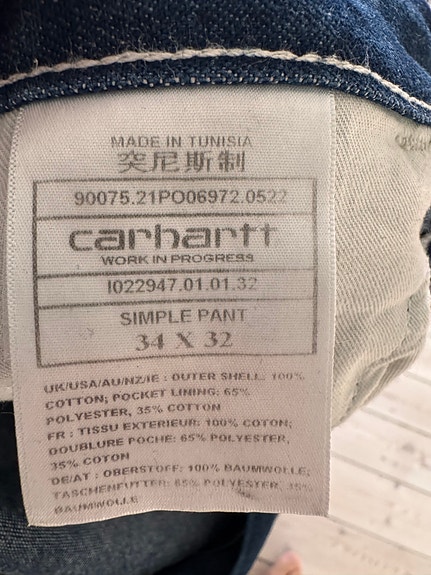 MADE IN TUNISIA
突尼斯制
90075.21PO06972.0522
carhartt
WORK IN PROGRESS
I022947.01.01.32
SIMPLE PANT
34 X 32
UK/USA/AU/NZ/IE : OUTER SHELL: 100%
COTTON; POCKET LINING: 65%
POLYESTER, 35% COTTON
FR : TISSU EXTERIEUR: 100% COTON;
DOUBLURE POCHE: 65% POLYESTER,
35% COTON
DE/AT : OBERSTOFF: 100% BAUMWOLLE;
TASCHENFUTTER: 65% POLYESTER, 35%
BAUMWOLLE